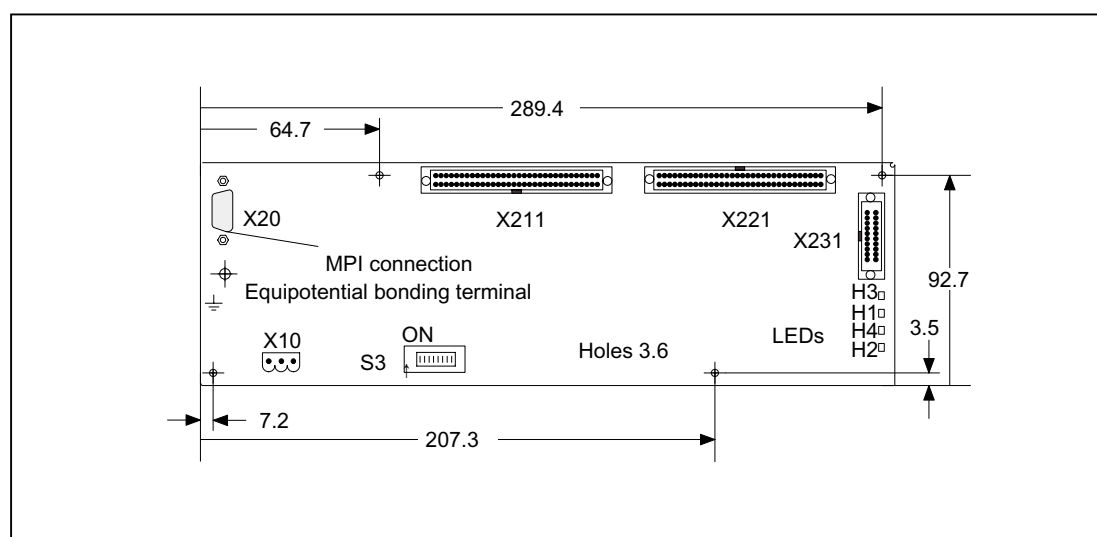 289.4
64.7
X20
X211
X221
X231
MPI connection
Equipotential bonding terminal
92.7
H3
H1
H4
H2
LEDs
3.5
X10
ON
S3
Holes 3.6
7.2
207.3